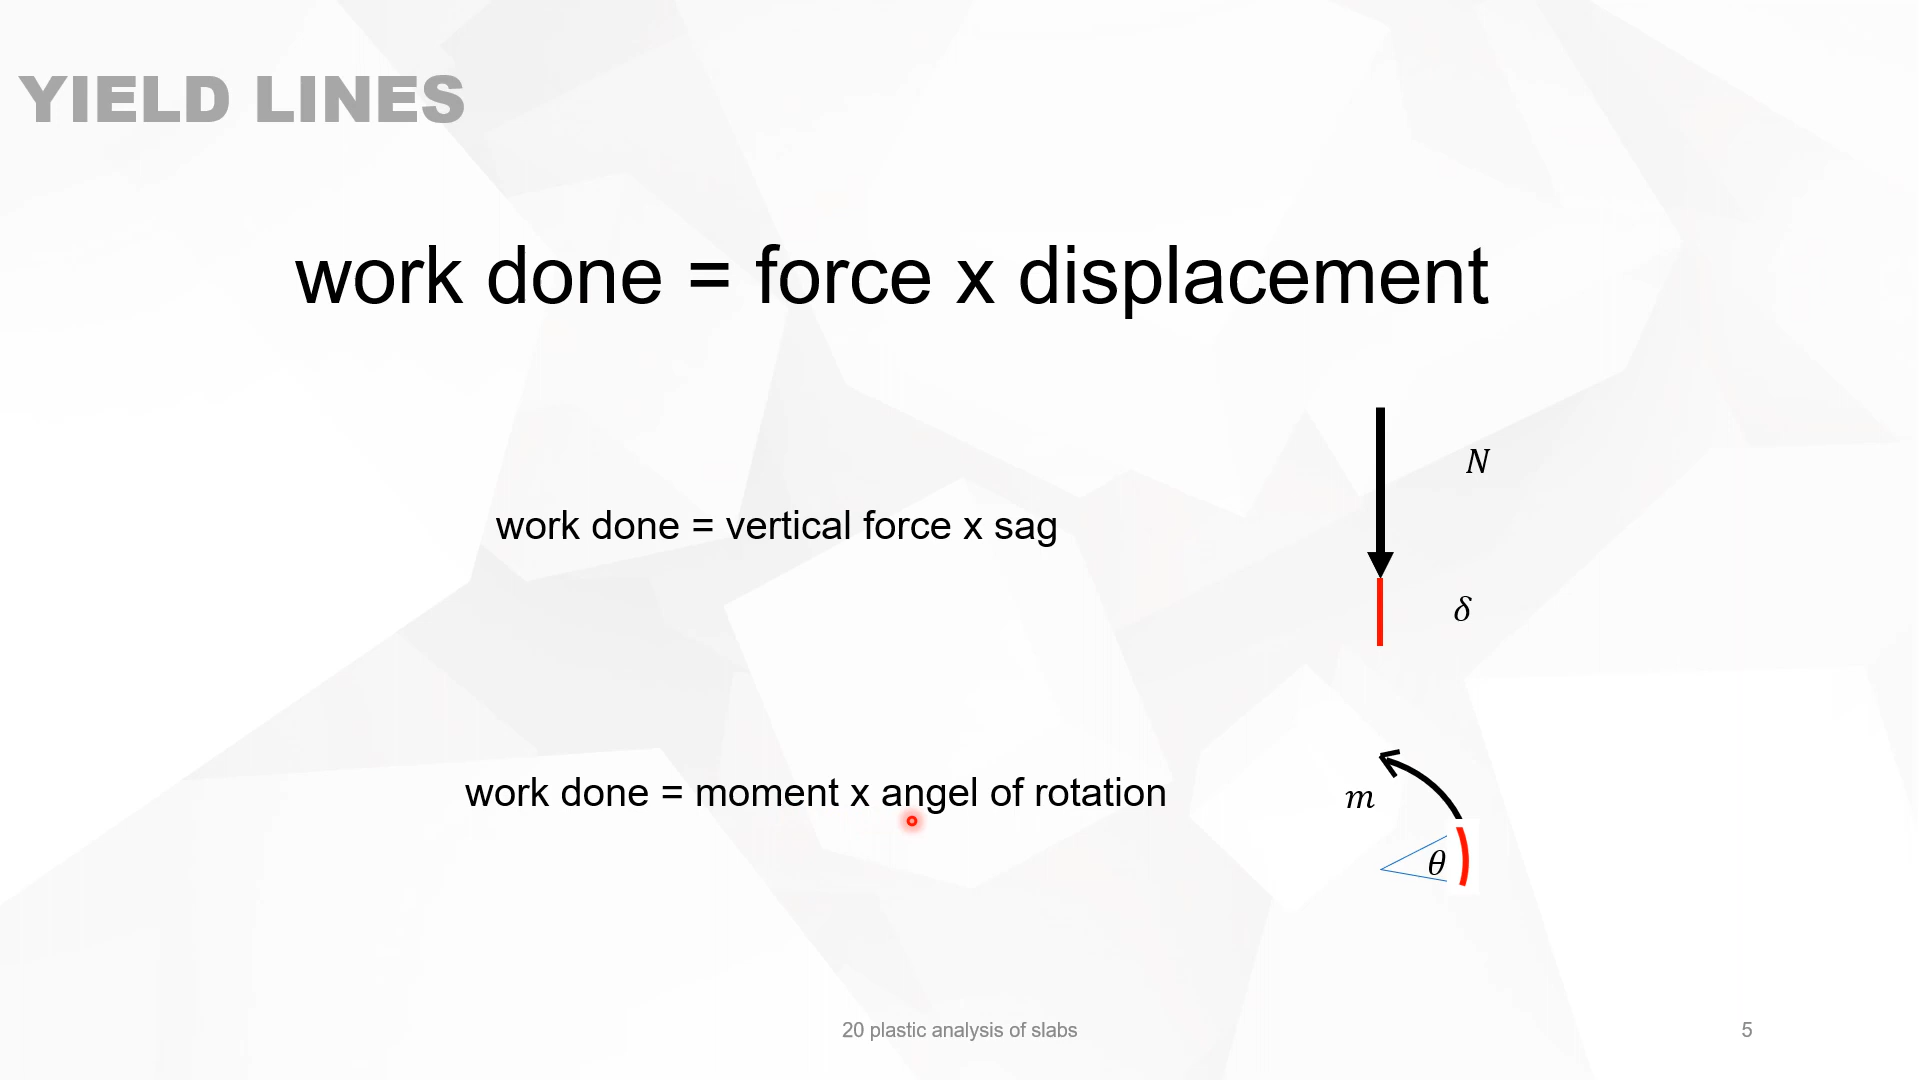 YIELD LINES
work done = force x displacement
N
work done = vertical force x sag
δ
work done = moment x angel of rotation
m
θ
20 plastic analysis of slabs
5